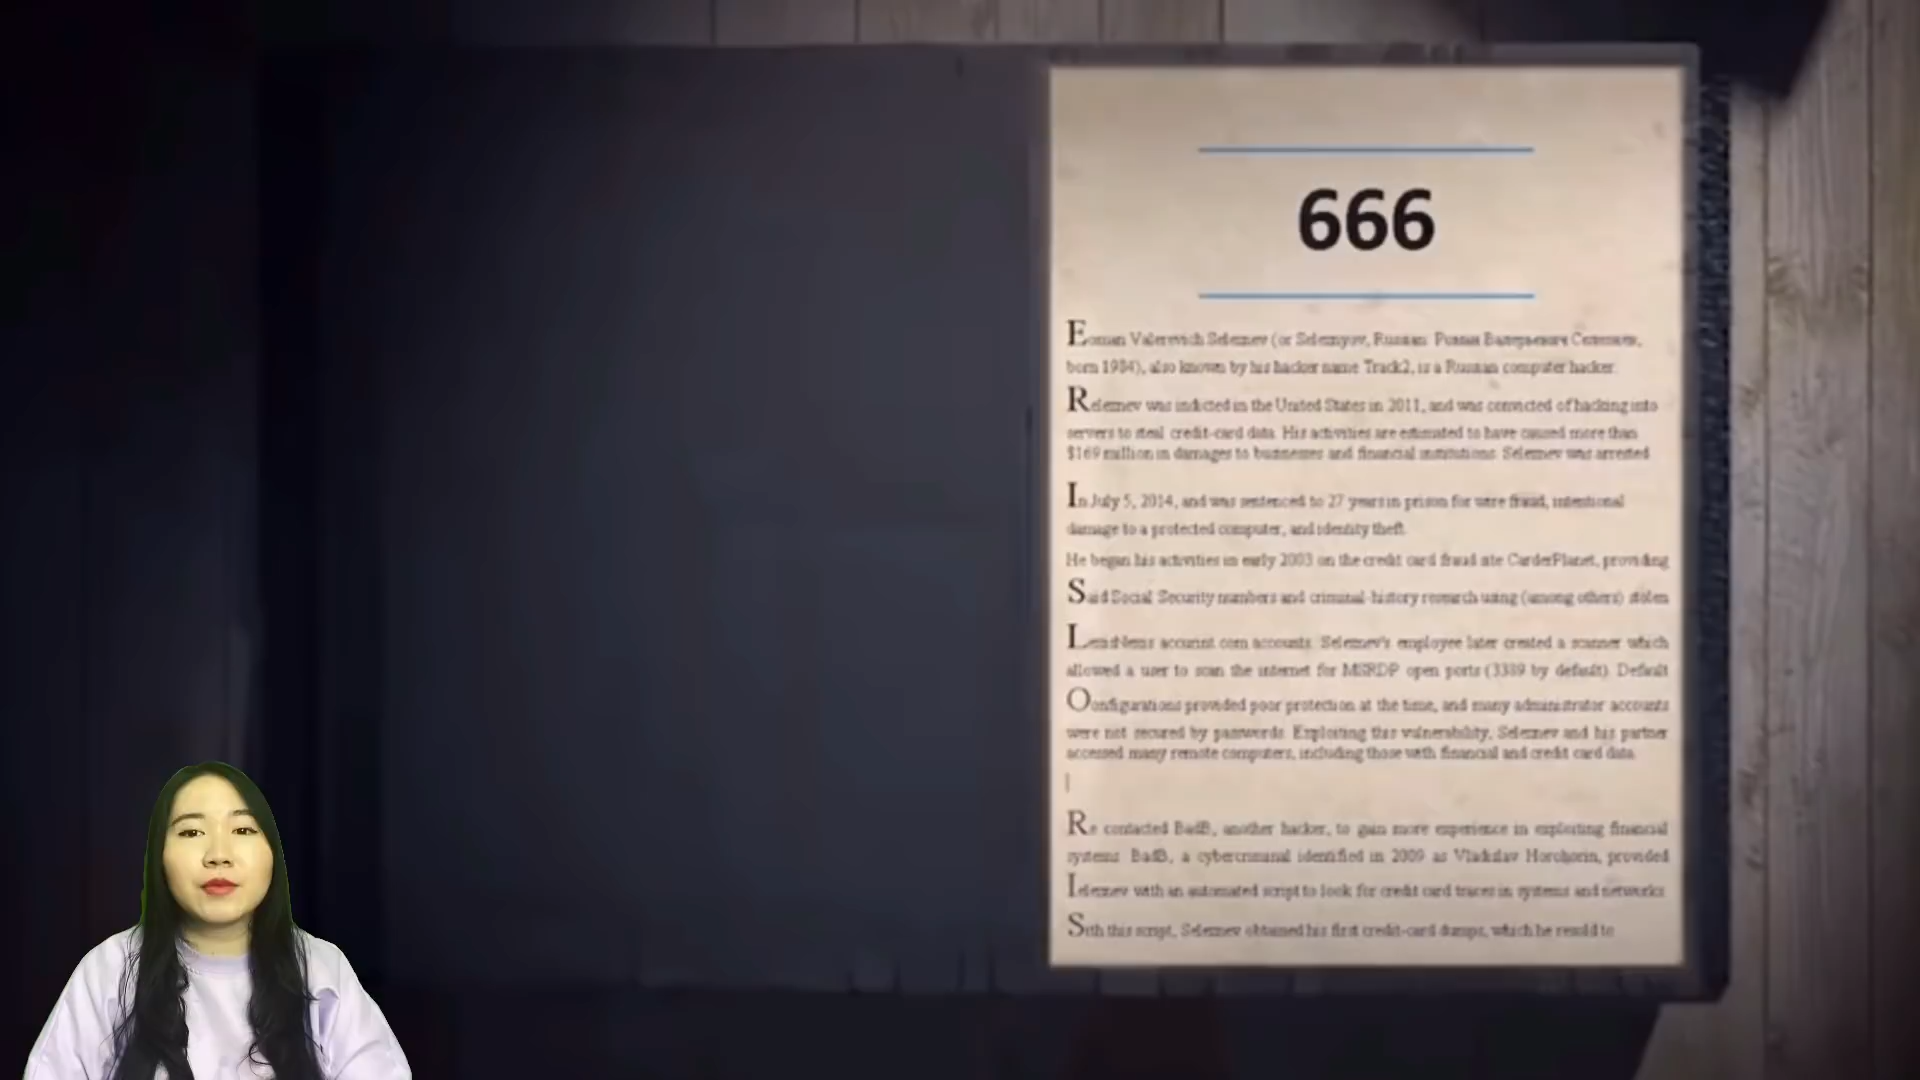 666
Eoman Valerevich Seleznev (or Seleznyov, Russian: Роман Валерьевич Селезнев,
born 1984), also known by his hacker name Track2, is a Russian computer hacker.
Releznev was indicted in the United States in 2011, and was convicted of hacking into
servers to steal credit-card data. His activities are estimated to have caused more than
$169 million in damages to businesses and financial institutions. Seleznev was arrested
In July 5, 2014, and was sentenced to 27 years in prison for wire fraud, intentional
damage to a protected computer, and identity theft.
He began his activities in early 2003 on the credit card fraud site CarderPlanet, providing
Said Social Security numbers and criminal-history research using (among others) stolen
accurint.com accounts. Seleznev's employee later created a scanner which
allowed a user to scan the internet for MSRDP open ports (3389 by default). Default
Oonfigurations provided poor protection at the time, and many administrator accounts
were not secured by passwords. Exploiting this vulnerability, Seleznev and his partner
accessed many remote computers, including those with financial and credit card data.
Re contacted BadB, another hacker, to gain more experience in exploiting financial
systems. BadB, a cybercriminal identified in 2009 as Vladislav Horohorin, provided
Ieleznev with an automated script to look for credit card traces in systems and networks
Sith this script, Seleznev obtained his first credit-card dumps, which he resold to